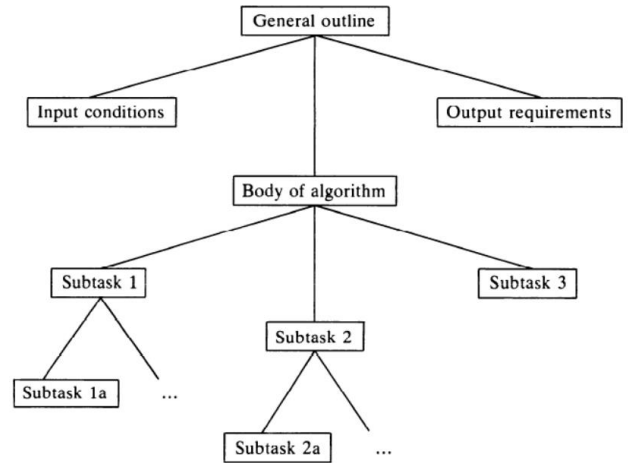 General outline
Input conditions
Output requirements
Body of algorithm
Subtask 1
Subtask 3
Subtask 2
Subtask 1a
...
Subtask 2a
...